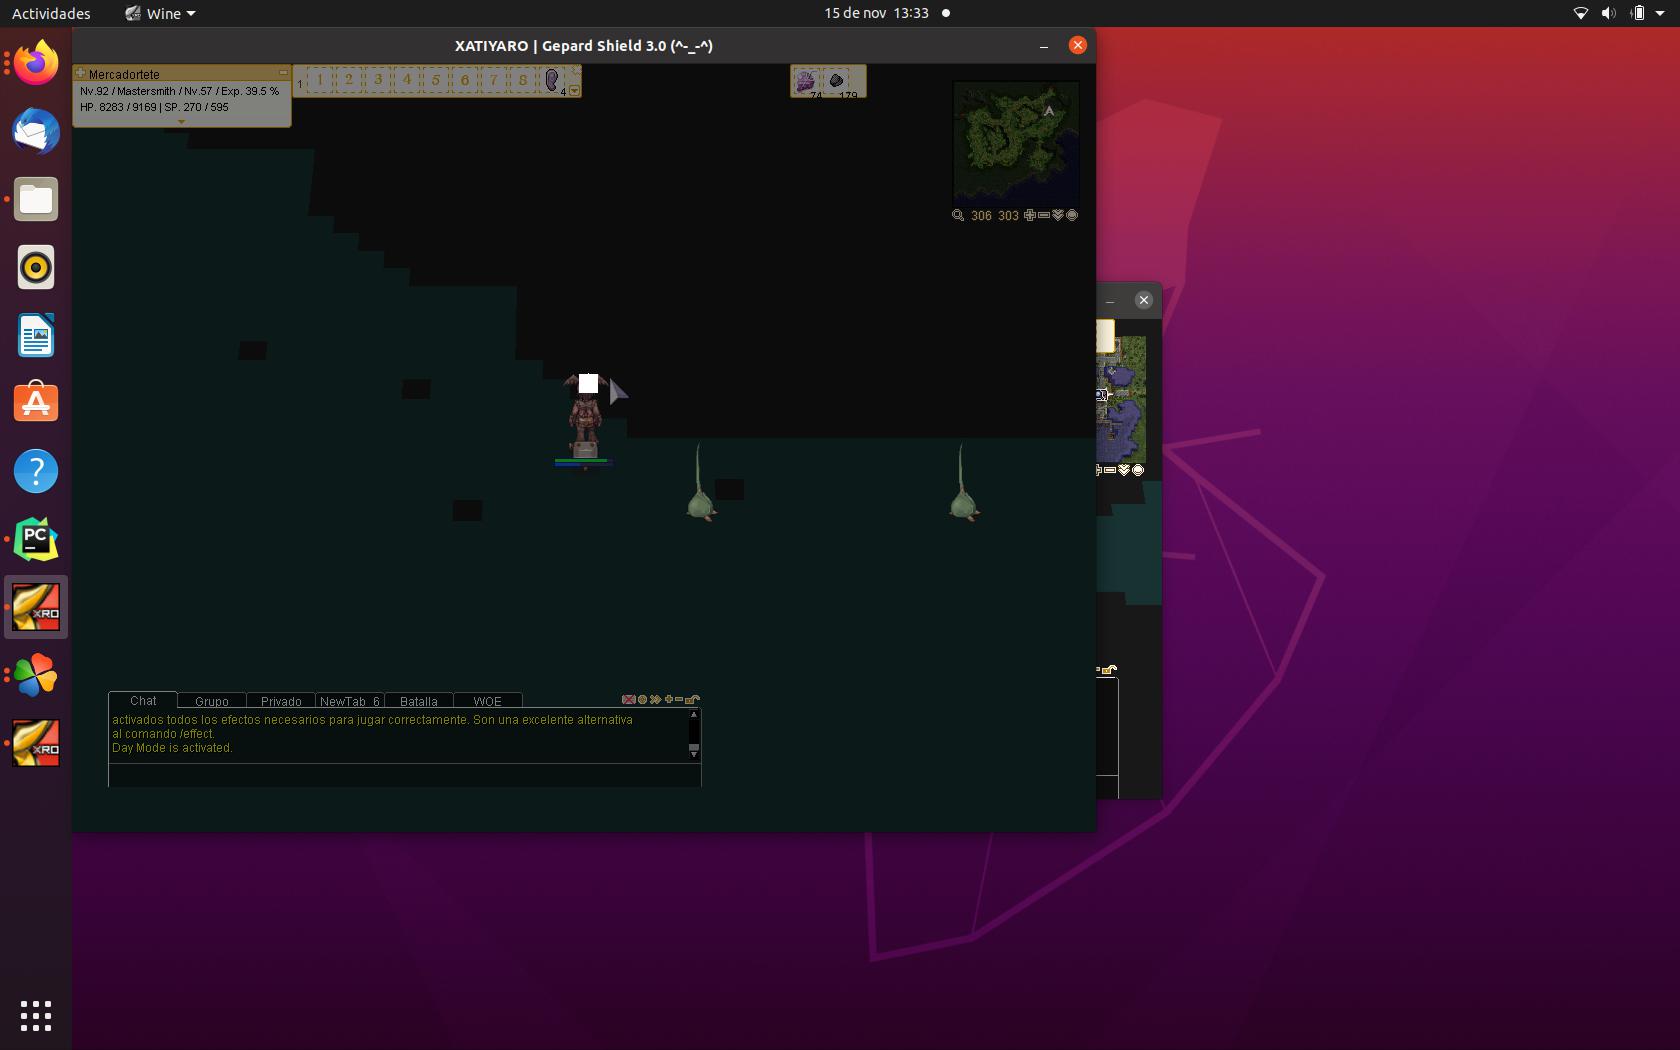 Actividades
Wine
15 de nov 13:33
XATIYARO | Gepard Shield 3.0 (^-_-^)
Mercadortete
Nv.92 / Mastersmith / Nv.57 / Exp. 39.5 %
HP. 8283 / 9169 | SP. 270 / 595
1 1 2 3 4 5 6 7 8 4
74 179
A
306 303
PC
XRO
XRO
Chat Grupo Privado NewTab_6 Batalla WOE
activados todos los efectos necesarios para jugar correctamente. Son una excelente alternativa
al comando /effect.
Day Mode is activated.